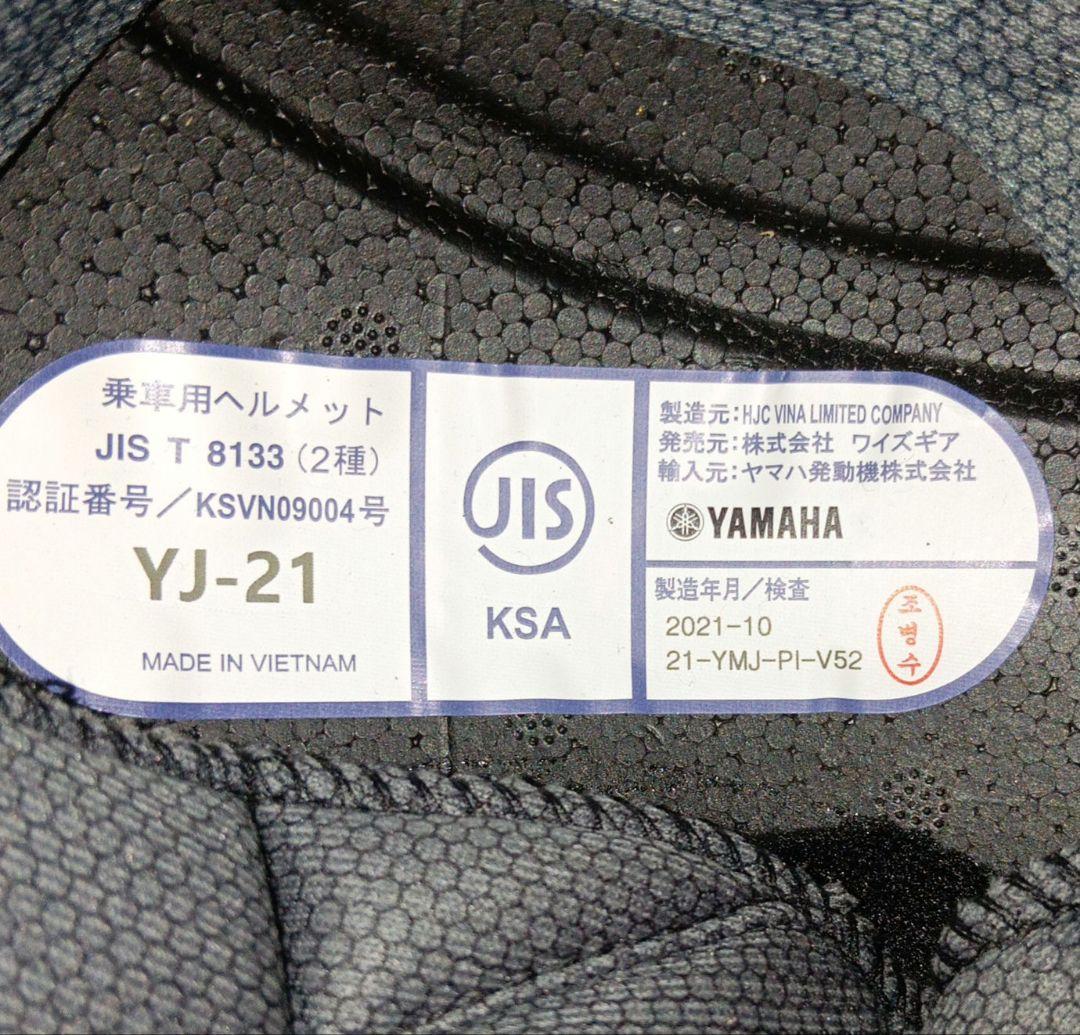 乗車用ヘルメット
JIS T 8133（2種）
認証番号／KSVN09004号
YJ-21
MADE IN VIETNAM
JIS
KSA
製造元：HJC VINA LIMITED COMPANY
発売元：株式会社 ワイズギア
輸入元：ヤマハ発動機株式会社
YAMAHA
製造年月／検査
2021-10
21-YMJ-PI-V52
조병수